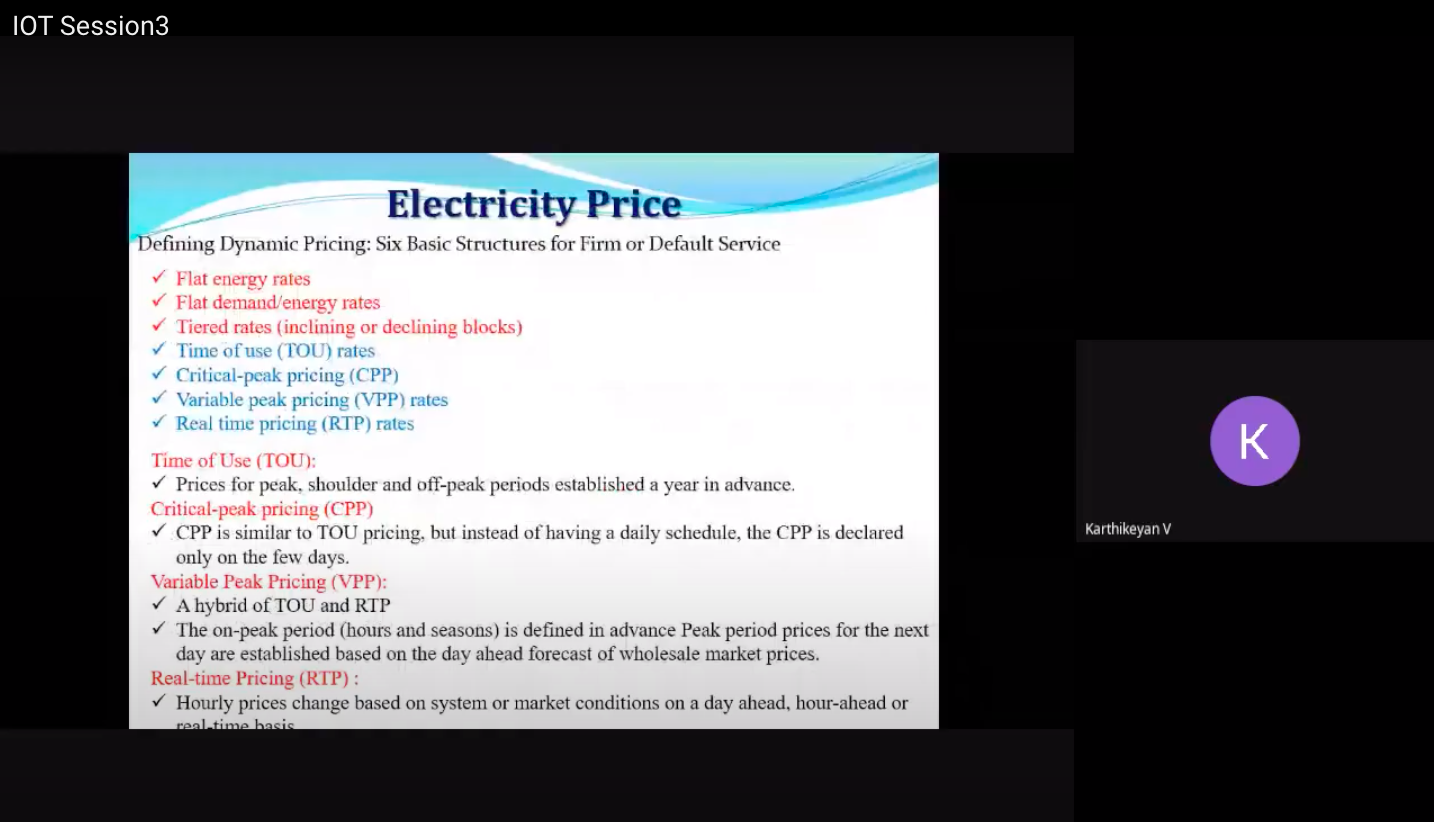 IOT Session3
Electricity Price
Defining Dynamic Pricing: Six Basic Structures for Firm or Default Service
✓ Flat energy rates
✓ Flat demand/energy rates
✓ Tiered rates (inclining or declining blocks)
✓ Time of use (TOU) rates
✓ Critical-peak pricing (CPP)
✓ Variable peak pricing (VPP) rates
✓ Real time pricing (RTP) rates
Time of Use (TOU):
✓ Prices for peak, shoulder and off-peak periods established a year in advance.
Critical-peak pricing (CPP)
✓ CPP is similar to TOU pricing, but instead of having a daily schedule, the CPP is declared
only on the few days.
Variable Peak Pricing (VPP):
✓ A hybrid of TOU and RTP
✓ The on-peak period (hours and seasons) is defined in advance Peak period prices for the next
day are established based on the day ahead forecast of wholesale market prices.
Real-time Pricing (RTP) :
✓ Hourly prices change based on system or market conditions on a day ahead, hour-ahead or
real-time basis
K
Karthikeyan V